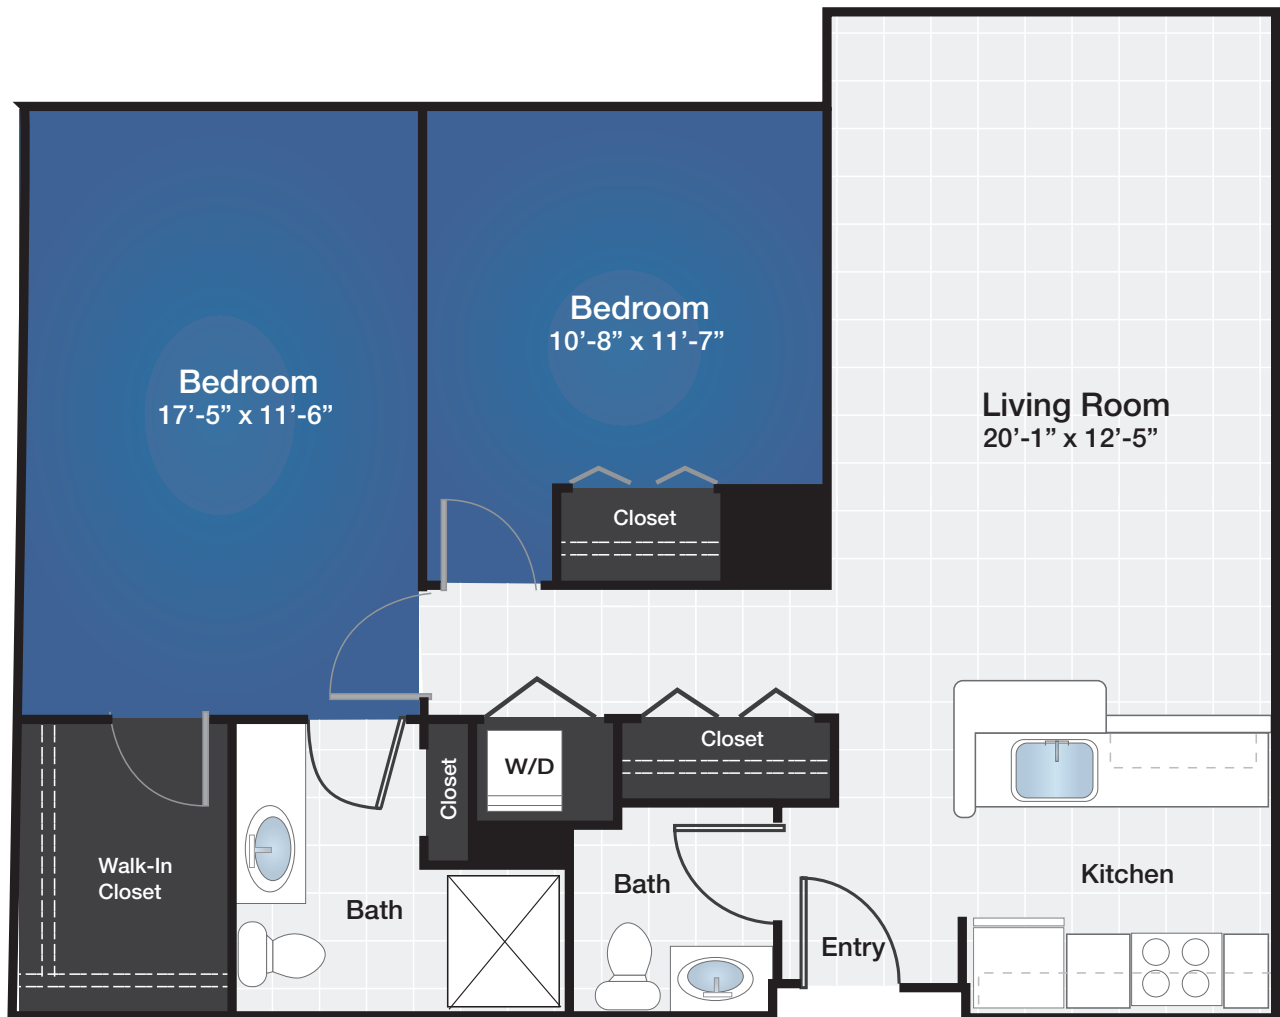 Bedroom
10’-8” x 11’-7”
Bedroom
17’-5” x 11’-6”
Living Room
20’-1” x 12’-5”
Closet
Closet
W/D
Closet
Walk-In
Closet
Bath
Bath
Kitchen
Entry